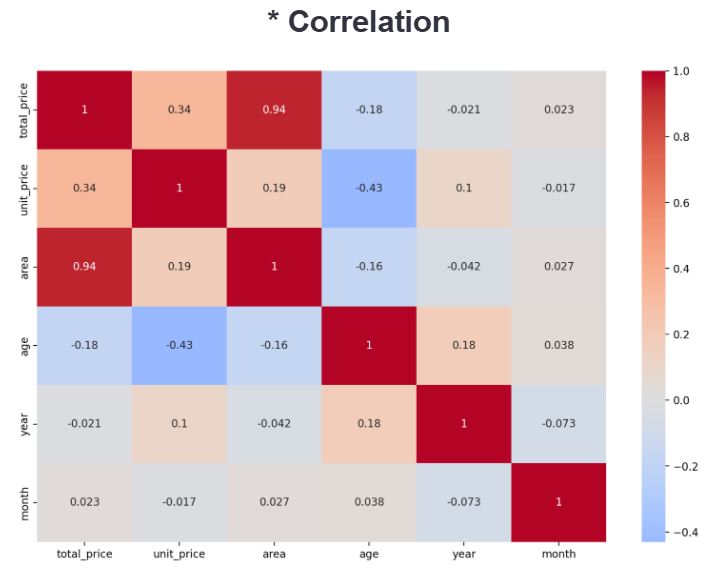 * Correlation
total_price 1 0.34 0.94 -0.18 -0.021 0.023
unit_price 0.34 1 0.19 -0.43 0.1 -0.017
area 0.94 0.19 1 -0.16 -0.042 0.027
age -0.18 -0.43 -0.16 1 0.18 0.038
year -0.021 0.1 -0.042 0.18 1 -0.073
month 0.023 -0.017 0.027 0.038 -0.073 1
total_price unit_price area age year month
1.0
0.8
0.6
0.4
0.2
0.0
−0.2
−0.4